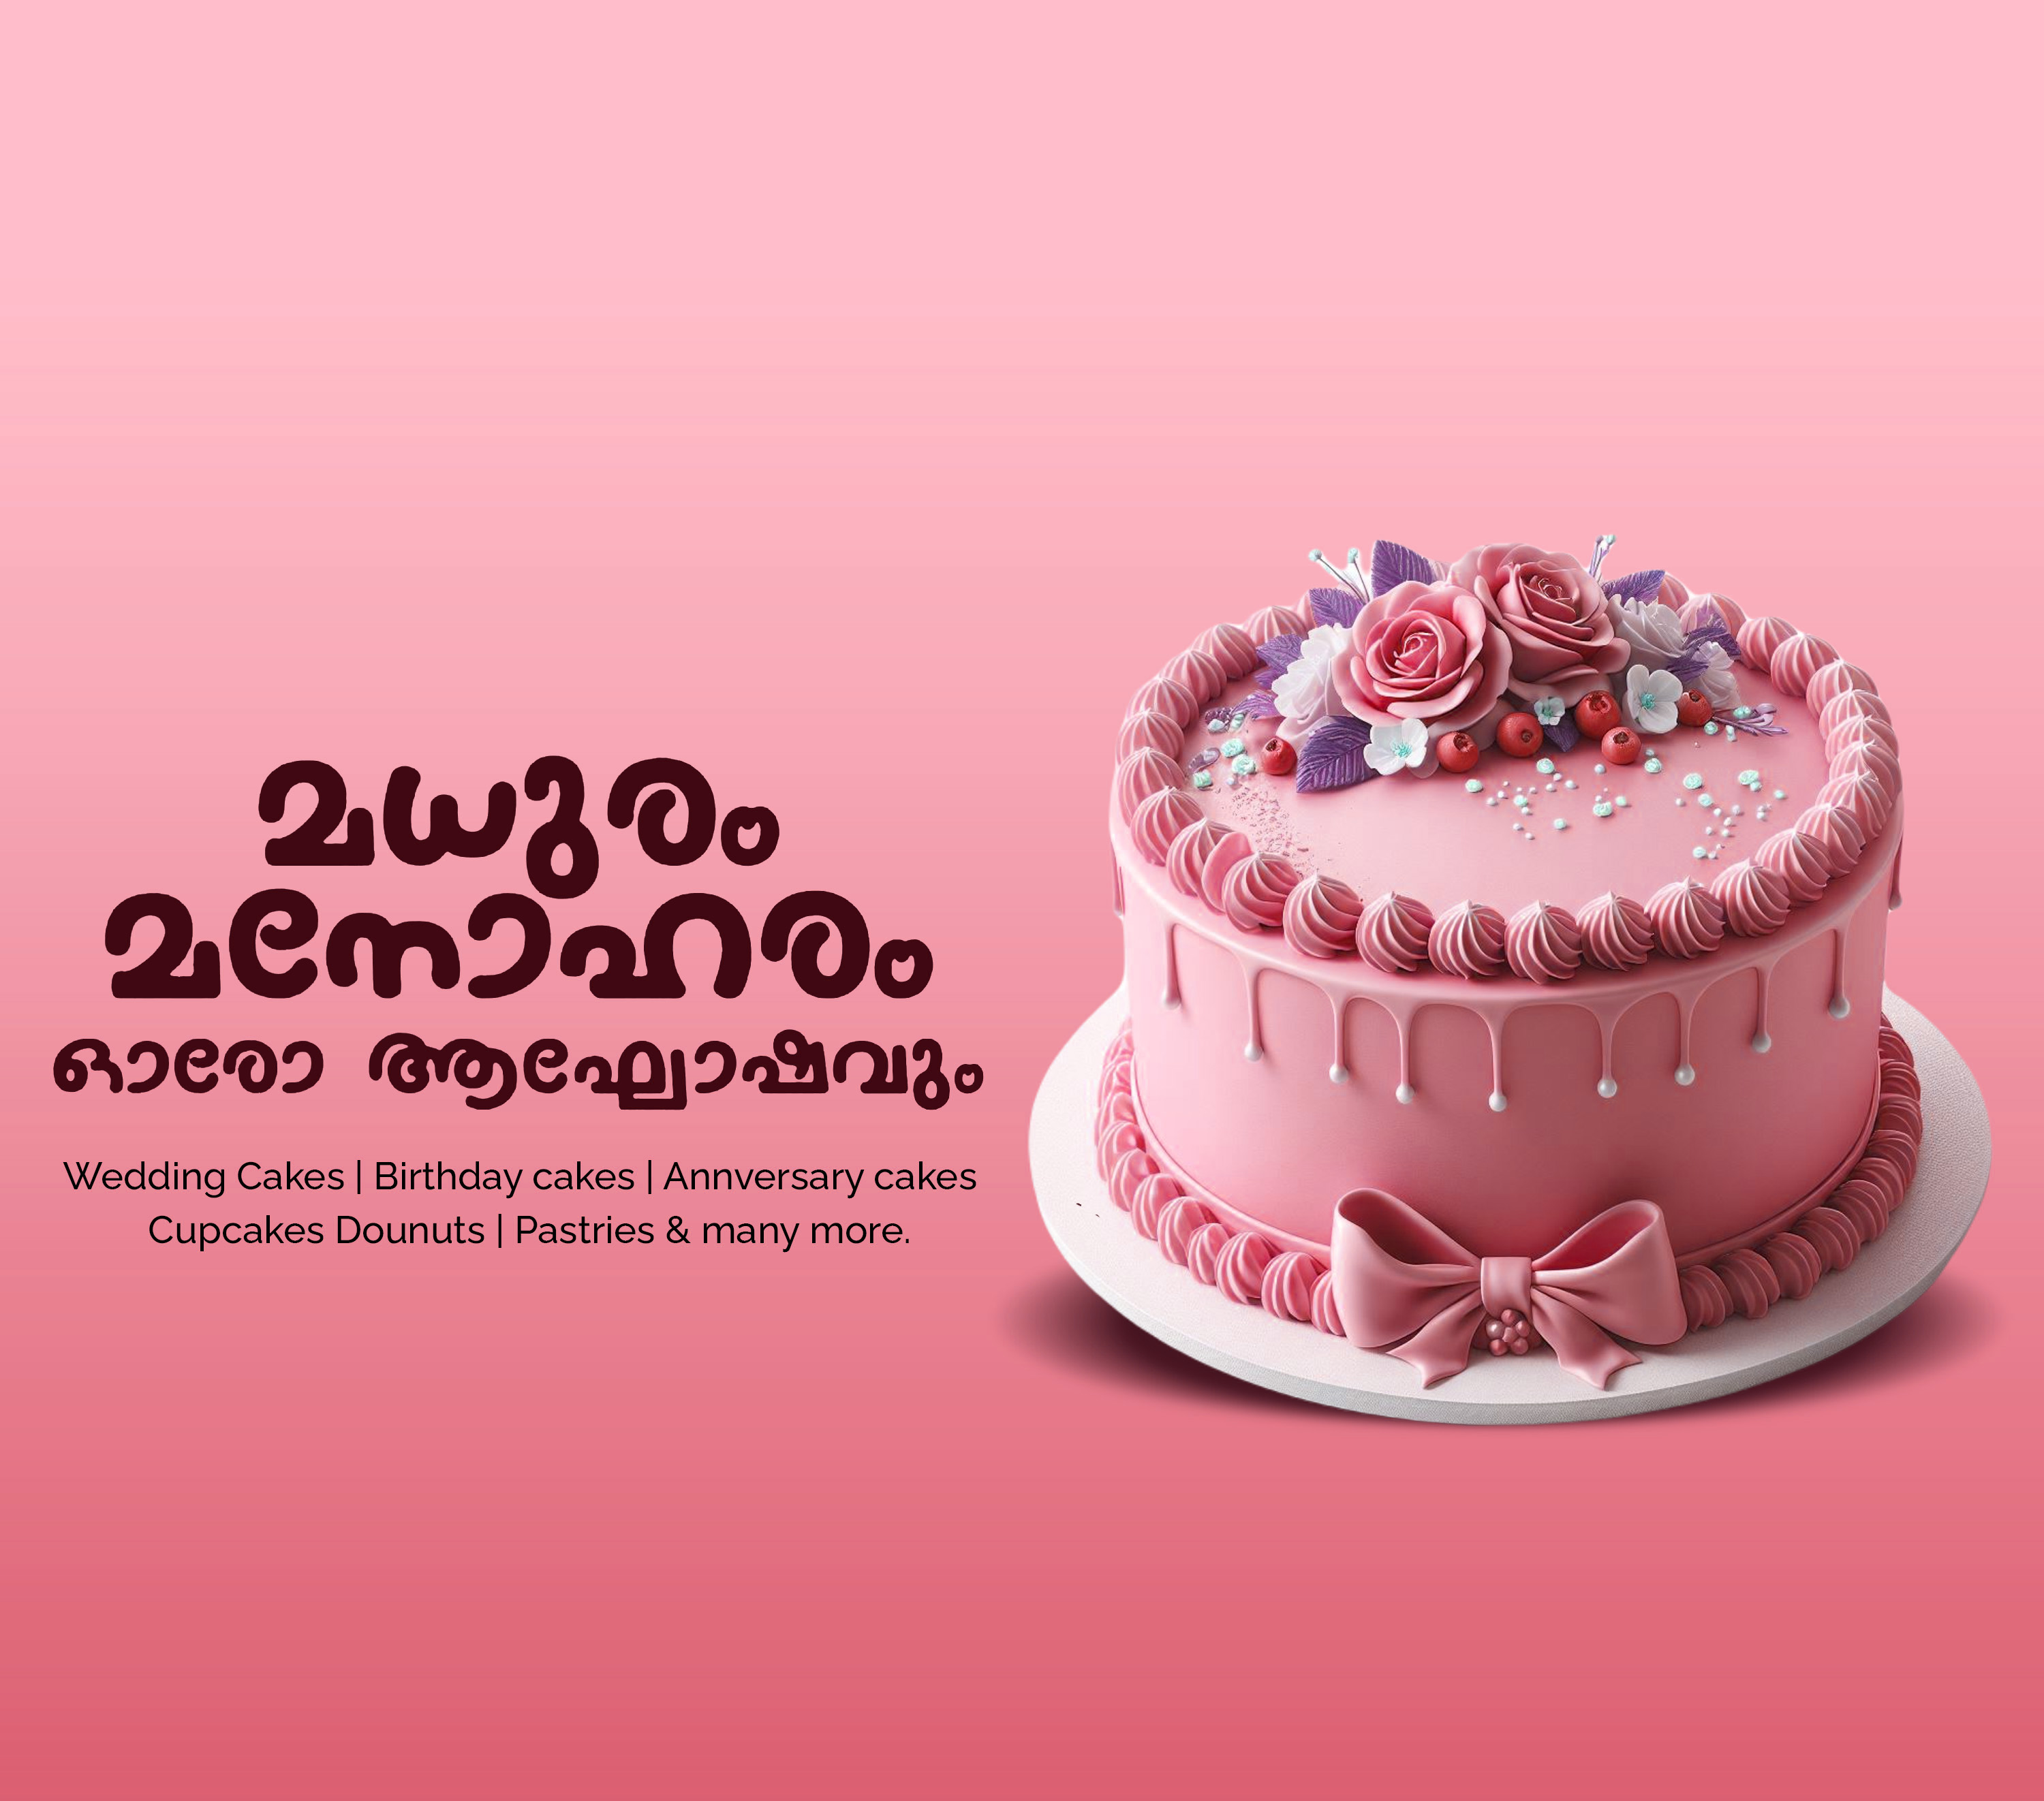 മധുരം
മനോഹരം
ഓരോ ആഘോഷവും
Wedding Cakes | Birthday cakes | Annversary cakes
Cupcakes Dounuts | Pastries & many more.